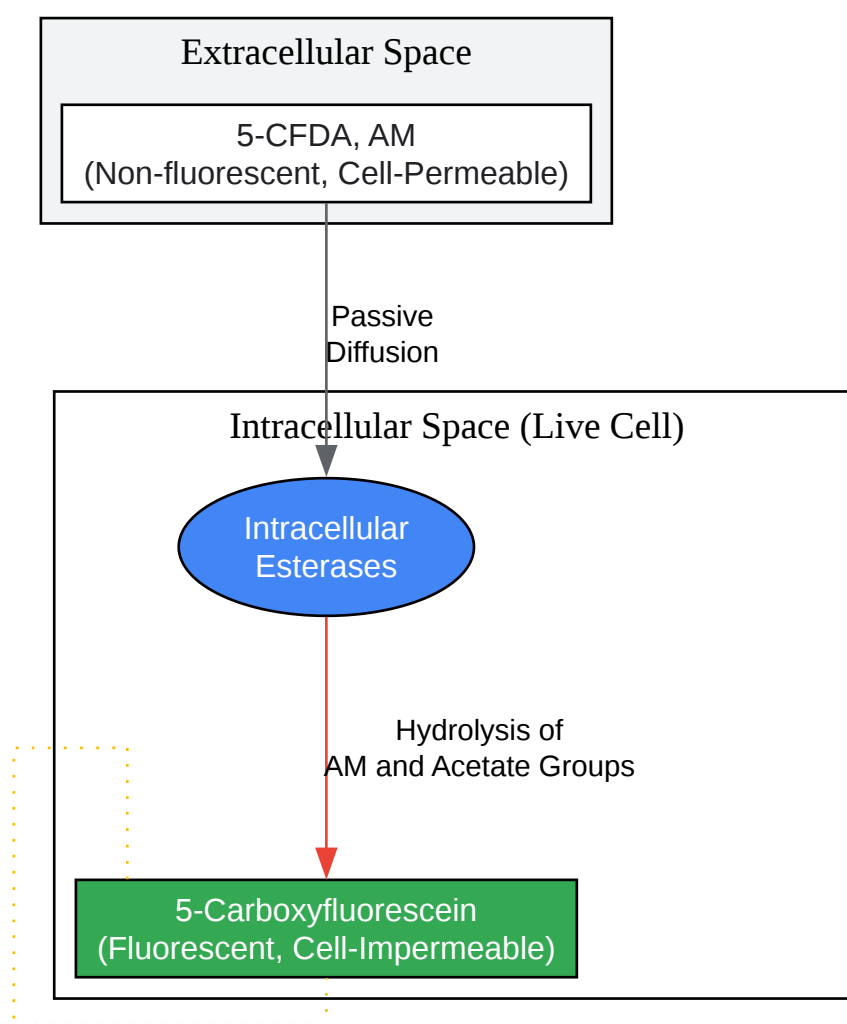 Extracellular Space
5-CFDA, AM
(Non-fluorescent, Cell-Permeable)
Passive
Diffusion
Intracellular Space (Live Cell)
Intracellular
Esterases
Hydrolysis of
AM and Acetate Groups
5-Carboxyfluorescein
(Fluorescent, Cell-Impermeable)